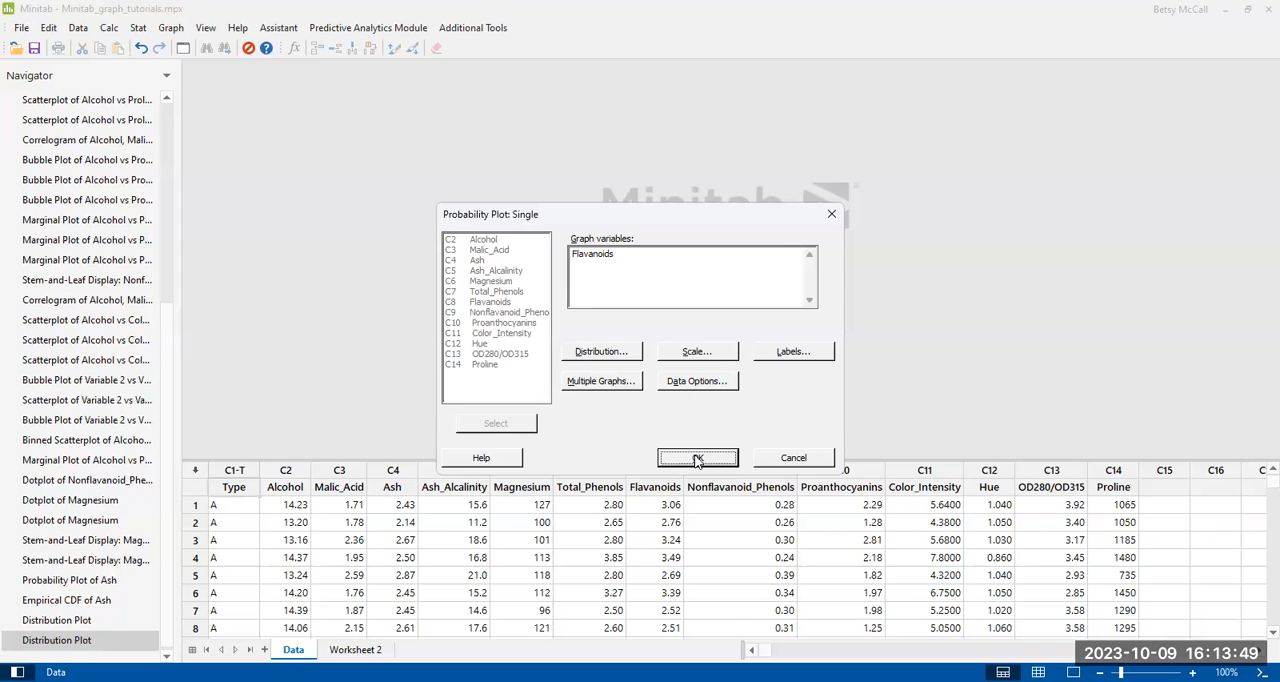 Minitab - Minitab_graph_tutorials.mpx
Betsy McCall
File Edit Data Calc Stat Graph View Help Assistant Predictive Analytics Module Additional Tools
Navigator
Scatterplot of Alcohol vs Prol...
Scatterplot of Alcohol vs Prol...
Correlogram of Alcohol, Mali...
Bubble Plot of Alcohol vs Pro...
Bubble Plot of Alcohol vs Pro...
Bubble Plot of Alcohol vs Pro...
Marginal Plot of Alcohol vs P...
Marginal Plot of Alcohol vs P...
Marginal Plot of Alcohol vs P...
Stem-and-Leaf Display: Nonf...
Correlogram of Alcohol, Mali...
Scatterplot of Alcohol vs Col...
Scatterplot of Alcohol vs Col...
Scatterplot of Alcohol vs Col...
Bubble Plot of Variable 2 vs V...
Scatterplot of Variable 2 vs Va...
Bubble Plot of Variable 2 vs V...
Binned Scatterplot of Alcoho...
Marginal Plot of Alcohol vs P...
Dotplot of Nonflavanoid_Phe...
Dotplot of Magnesium
Dotplot of Magnesium
Stem-and-Leaf Display: Mag...
Stem-and-Leaf Display: Mag...
Probability Plot of Ash
Empirical CDF of Ash
Distribution Plot
Distribution Plot
Minitab
Probability Plot: Single
C2 Alcohol
C3 Malic_Acid
C4 Ash
C5 Ash_Alcalinity
C6 Magnesium
C7 Total_Phenols
C8 Flavanoids
C9 Nonflavanoid_Pheno
C10 Proanthocyanins
C11 Color_Intensity
C12 Hue
C13 OD280/OD315
C14 Proline
Graph variables:
Flavanoids
Distribution... Scale... Labels...
Multiple Graphs... Data Options...
Select
Help Cancel
C1-T C2 C3 C4 C11 C12 C13 C14 C15 C16
Type Alcohol Malic_Acid Ash Ash_Alcalinity Magnesium Total_Phenols Flavanoids Nonflavanoid_Phenols Proanthocyanins Color_Intensity Hue OD280/OD315 Proline
1 A 14.23 1.71 2.43 15.6 127 2.80 3.06 0.28 2.29 5.6400 1.040 3.92 1065
2 A 13.20 1.78 2.14 11.2 100 2.65 2.76 0.26 1.28 4.3800 1.050 3.40 1050
3 A 13.16 2.36 2.67 18.6 101 2.80 3.24 0.30 2.81 5.6800 1.030 3.17 1185
4 A 14.37 1.95 2.50 16.8 113 3.85 3.49 0.24 2.18 7.8000 0.860 3.45 1480
5 A 13.24 2.59 2.87 21.0 118 2.80 2.69 0.39 1.82 4.3200 1.040 2.93 735
6 A 14.20 1.76 2.45 15.2 112 3.27 3.39 0.34 1.97 6.7500 1.050 2.85 1450
7 A 14.39 1.87 2.45 14.6 96 2.50 2.52 0.30 1.98 5.2500 1.020 3.58 1290
8 A 14.06 2.15 2.61 17.6 121 2.60 2.51 0.31 1.25 5.0500 1.060 3.58 1295
Data Worksheet 2
2023-10-09 16:13:49
Data
100%